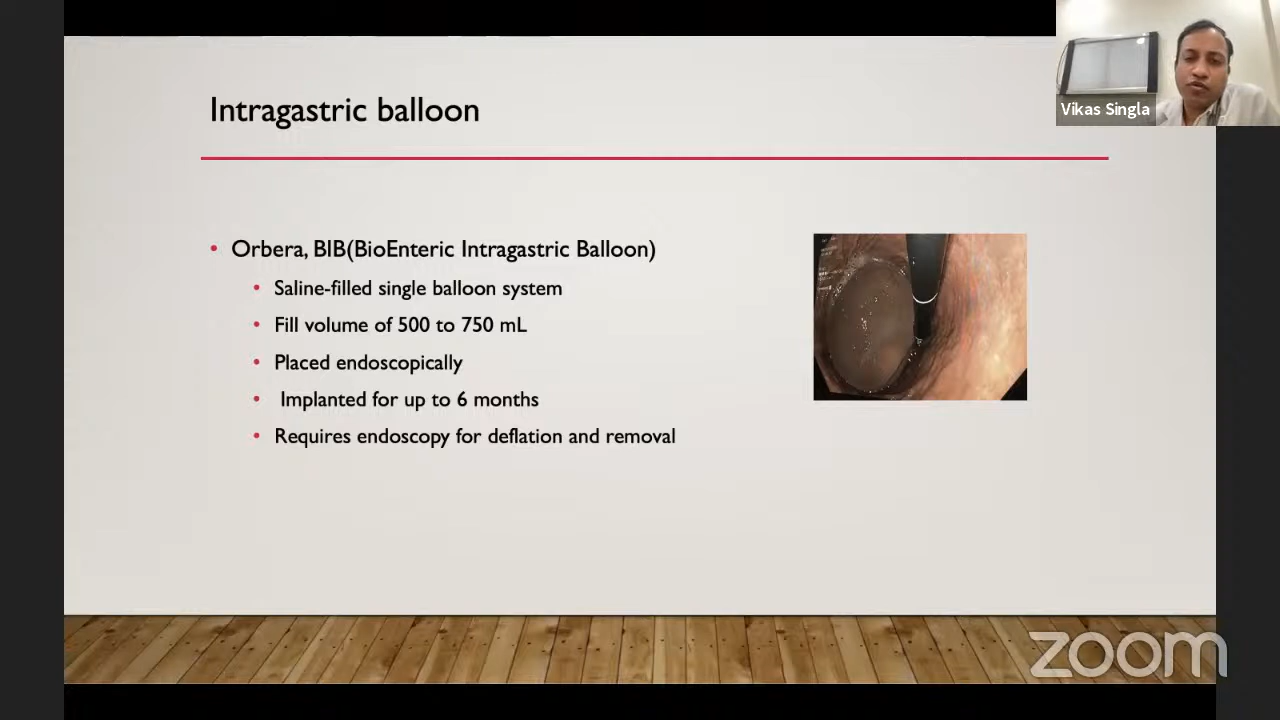 Intragastric balloon
Vikas Singla
• Orbera, BIB(BioEnteric Intragastric Balloon)
• Saline-filled single balloon system
• Fill volume of 500 to 750 mL
• Placed endoscopically
• Implanted for up to 6 months
• Requires endoscopy for deflation and removal
zoom